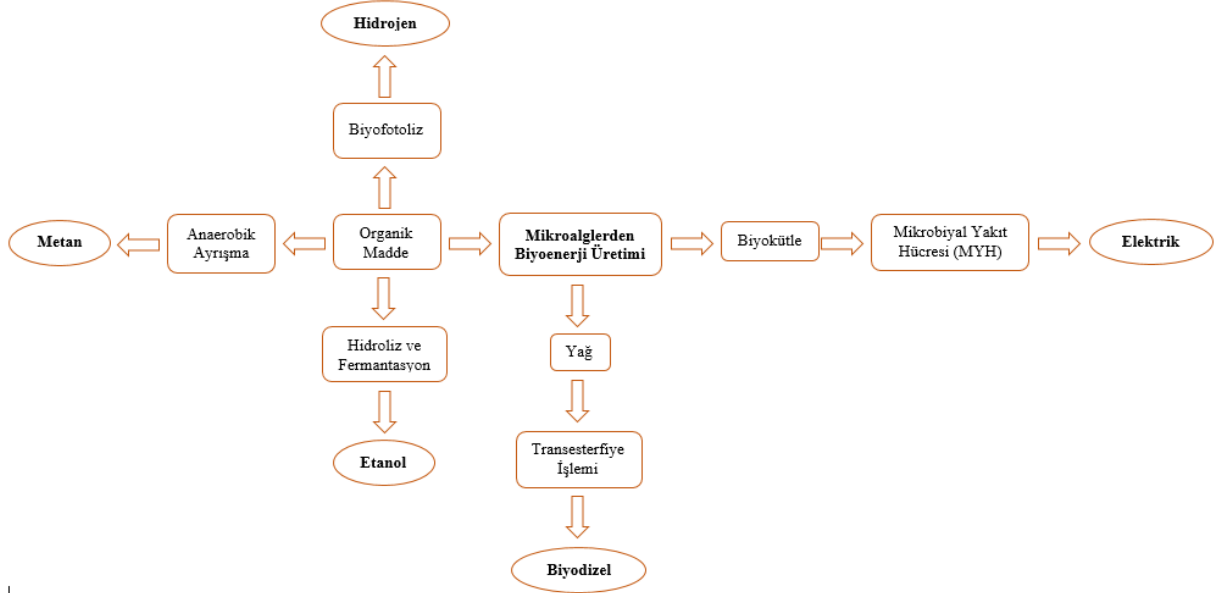 Hidrojen
Biyofotoliz
Metan
Anaerobik
Ayrışma
Organik
Madde
Mikroalglerden
Biyoenerji Üretimi
Biyokütle
Mikrobiyal Yakıt
Hücresi (MYH)
Elektrik
Hidroliz ve
Fermantasyon
Yağ
Etanol
Transesterfiye
İşlemi
Biyodizel